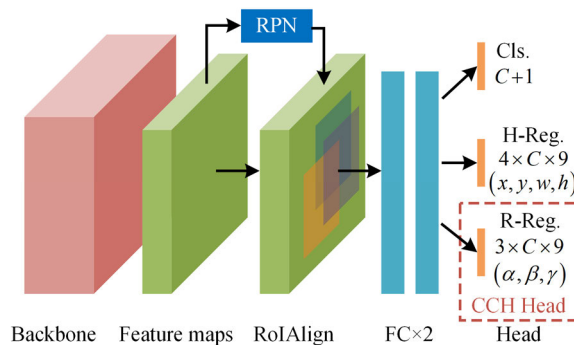 RPN
Cls.
C+1
H-Reg.
4×C×9
(x, y, w, h)
R-Reg.
3×C×9
(α, β, γ)
CCH Head
Backbone
Feature maps
RoIAlign
FC×2
Head